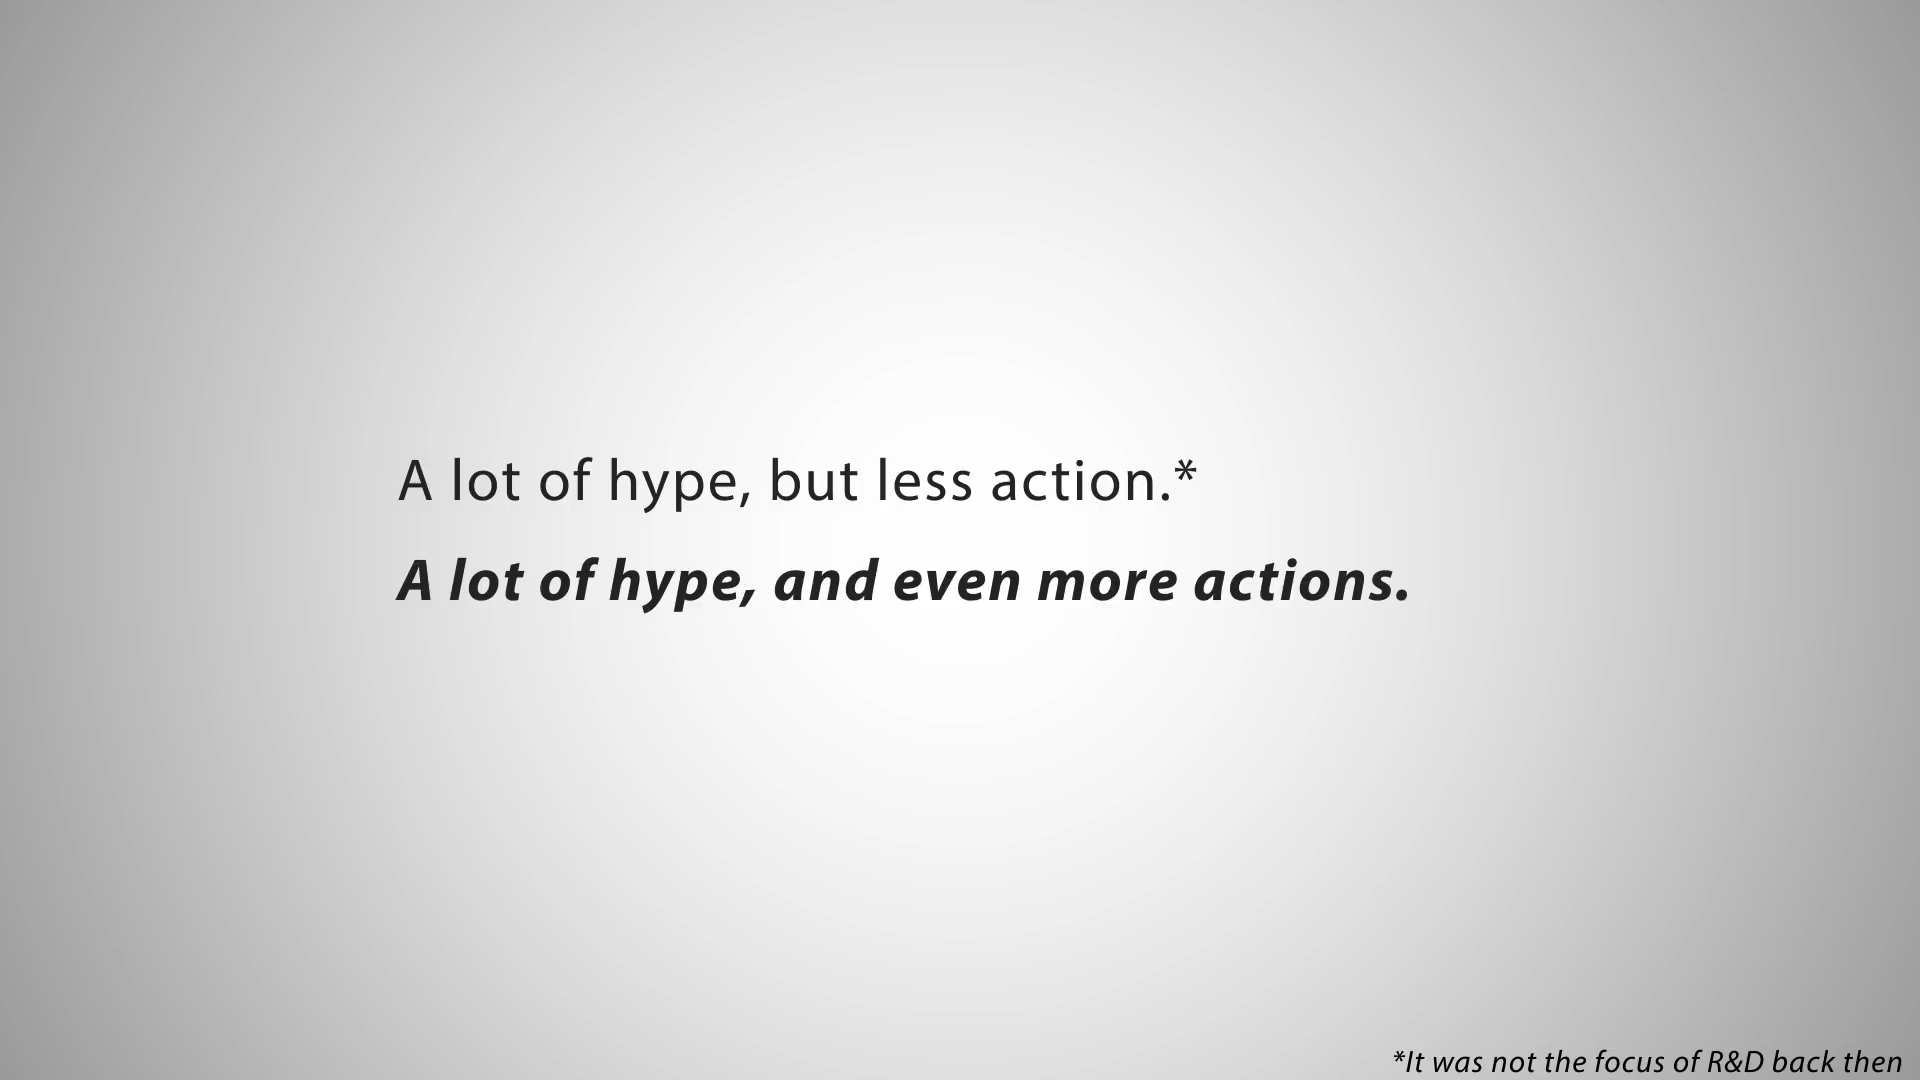 A lot of hype, but less action.*
A lot of hype, and even more actions.
*It was not the focus of R&D back then